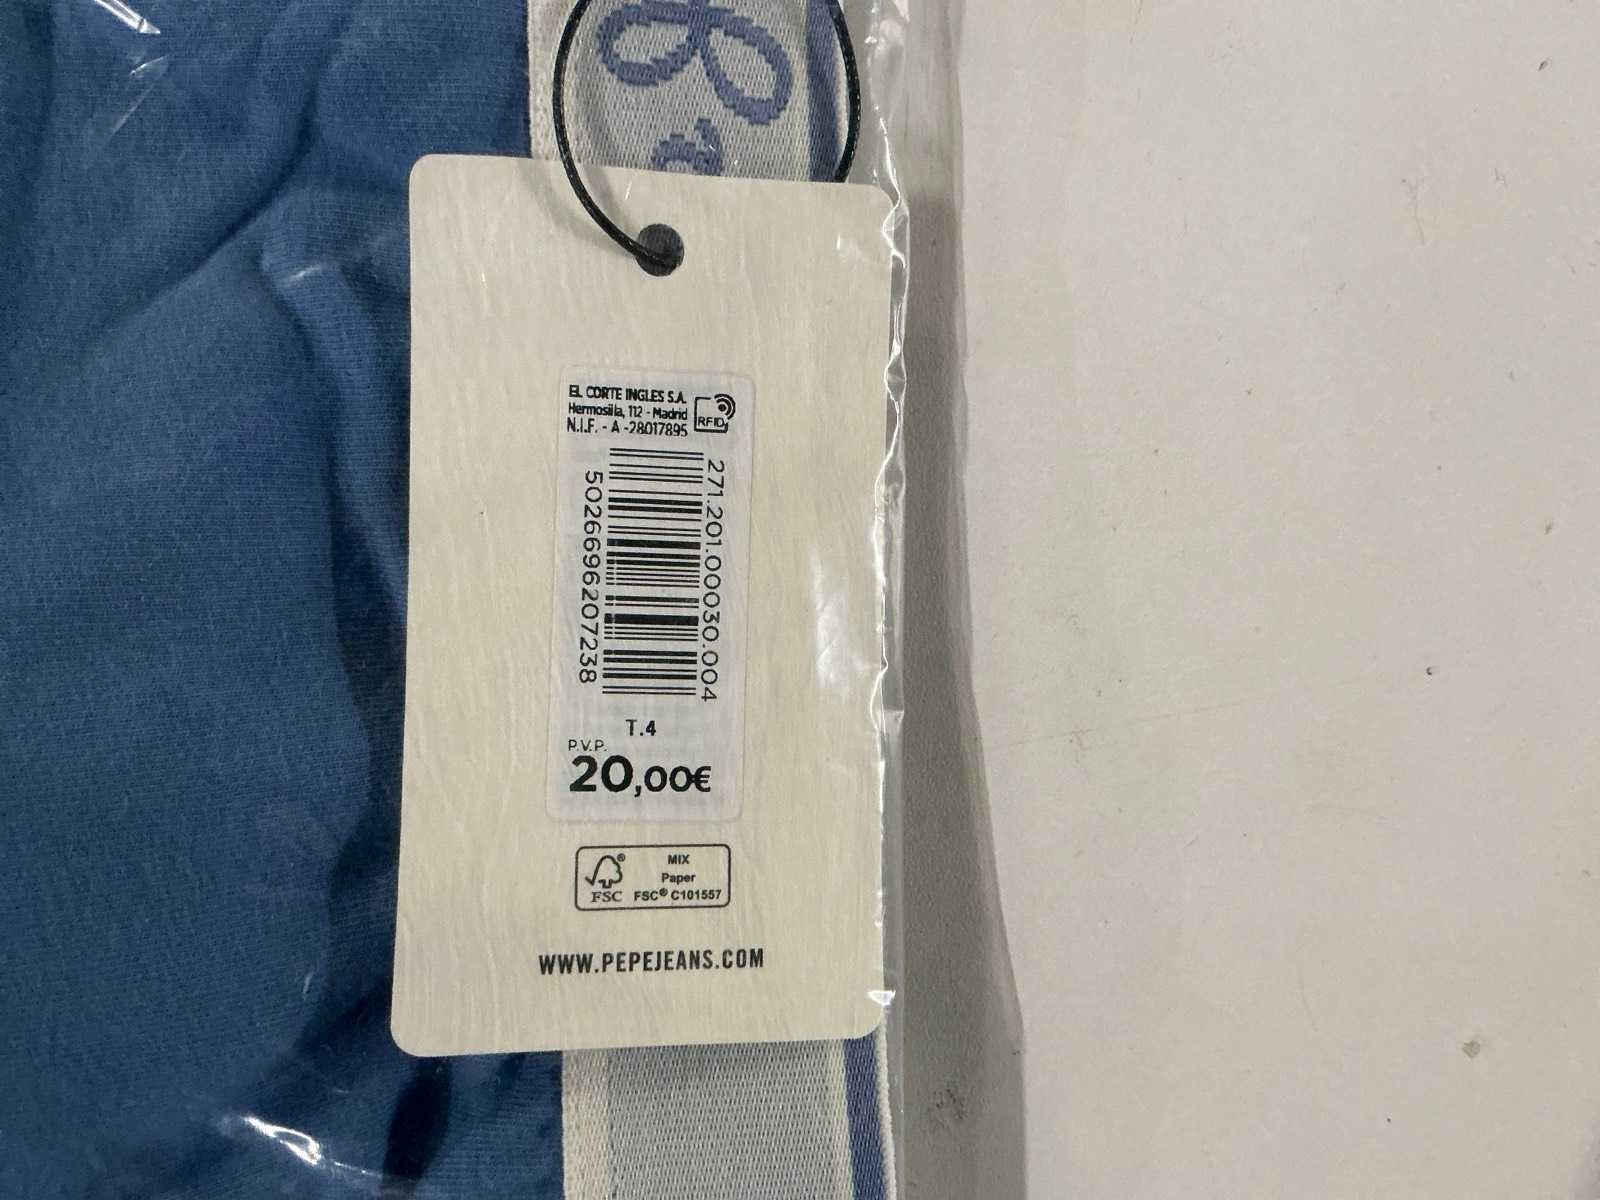 EL CORTE INGLES S.A.
Hermosilla, 112 - Madrid
N.I.F. - A -28017895
RFID
271.201.00030.004
5026696207238
T.4
P.V.P.
20,00€
FSC®
MIX
Paper
FSC® C101557
WWW.PEPEJEANS.COM